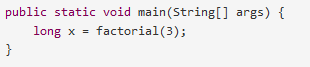 public static void main(String[] args) {
    long x = factorial(3);
}